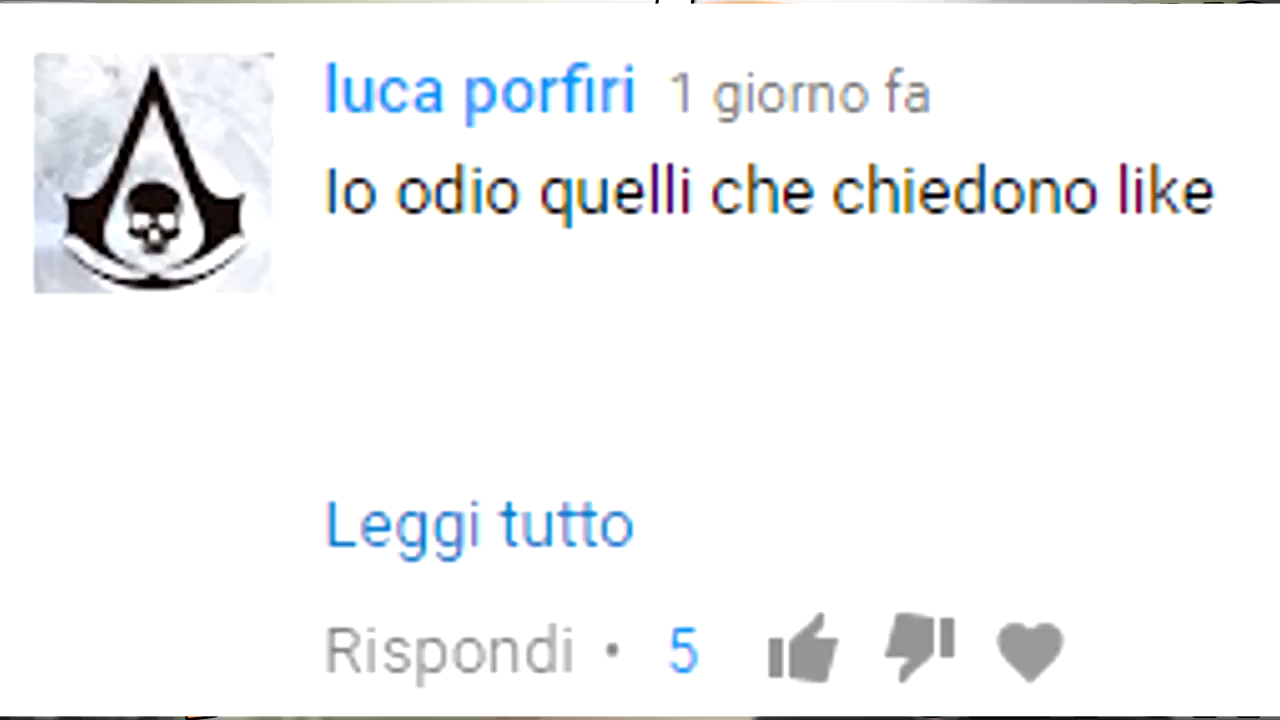 luca porfiri 1 giorno fa
Io odio quelli che chiedono like
Leggi tutto
Rispondi • 5